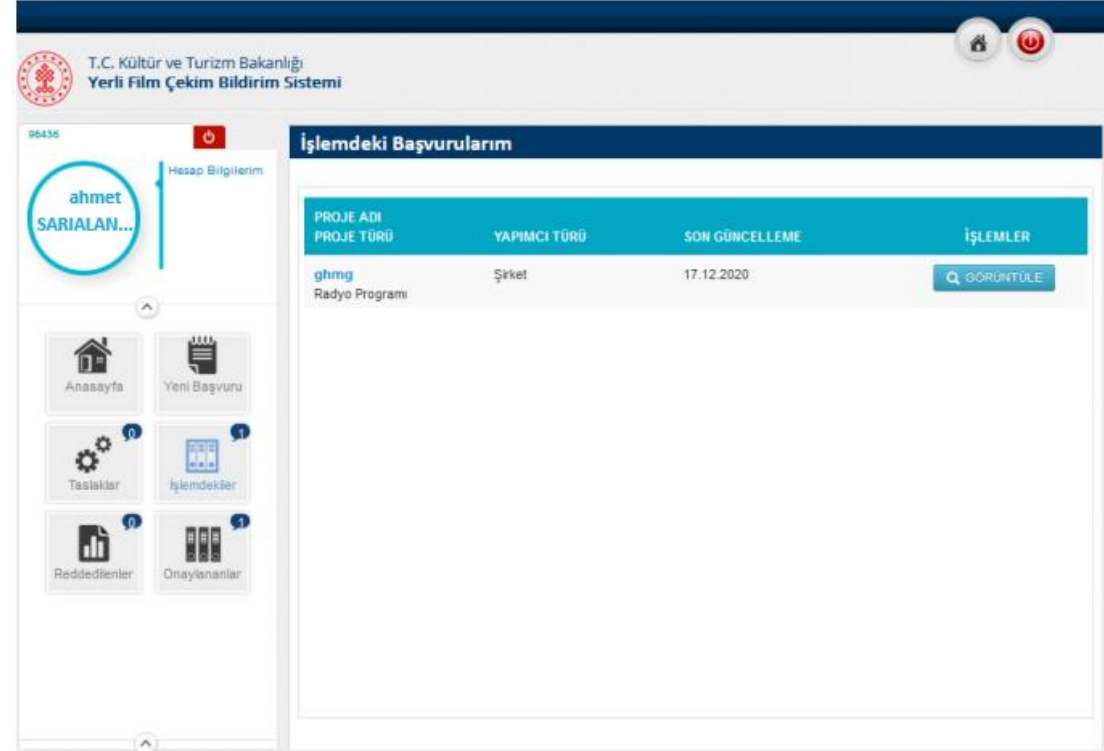 T.C. Kültür ve Turizm Bakanlığı
Yerli Film Çekim Bildirim Sistemi
96436
Hesap Bilgilerim
ahmet
SARIALAN...
Anasayfa
Yeni Başvuru
0
1
Taslaklar
İşlemdekiler
0
1
Reddedilenler
Onaylananlar
İşlemdeki Başvurularım
PROJE ADI
PROJE TÜRÜ YAPIMCI TÜRÜ SON GÜNCELLEME İŞLEMLER
ghmg Şirket 17.12.2020 GÖRÜNTÜLE
Radyo Programı